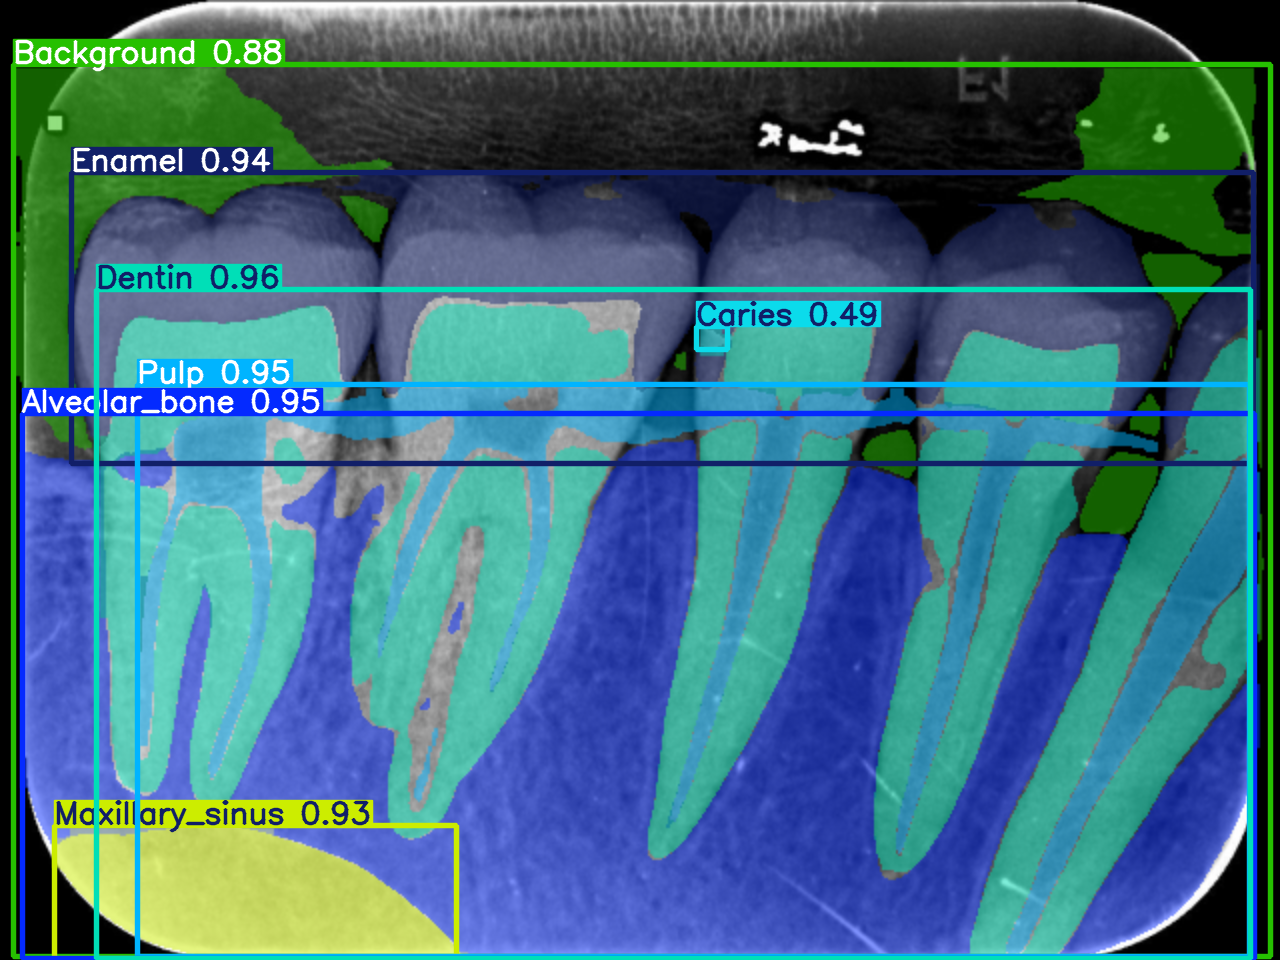 Background 0.88
Enamel 0.94
Dentin 0.96
Caries 0.49
Pulp 0.95
Alveolar_bone 0.95
Maxillary_sinus 0.93